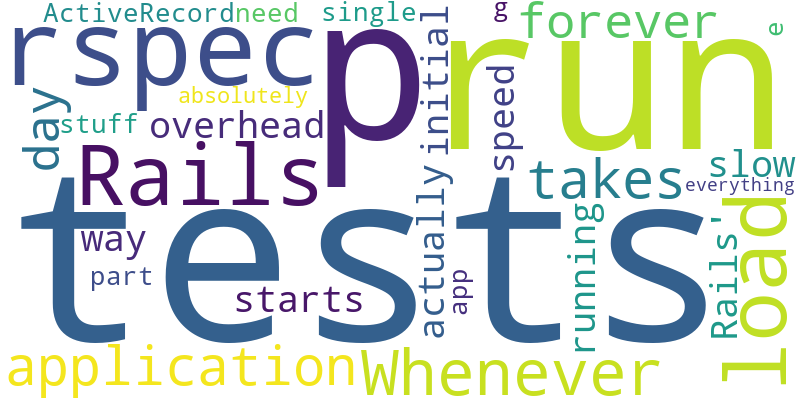 ActiveRecord
need
single
g
forever
e
rspec
p
run
absolutely
initial
speed
day
stuff
overhead
Rails
takes
slow
everything
tests
way
actually
running
Rails'
load
part
app
starts
application
Whenever